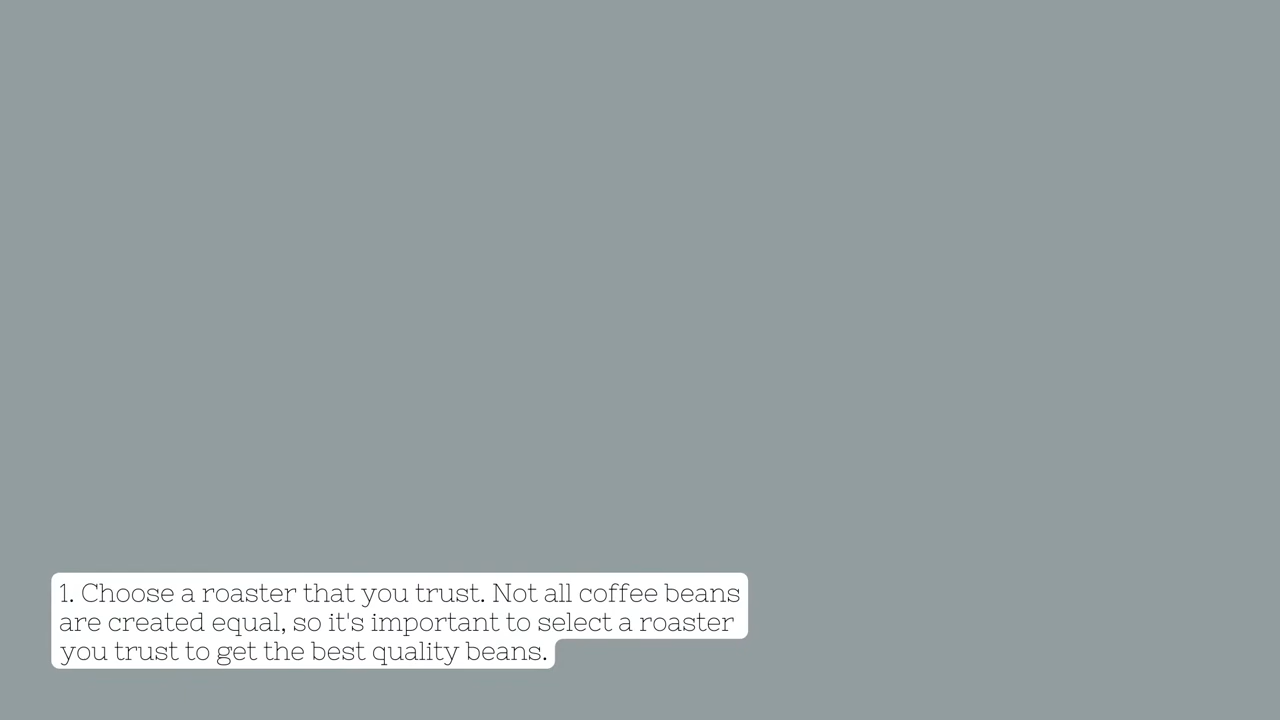 1. Choose a roaster that you trust. Not all coffee beans
are created equal, so it's important to select a roaster
you trust to get the best quality beans.